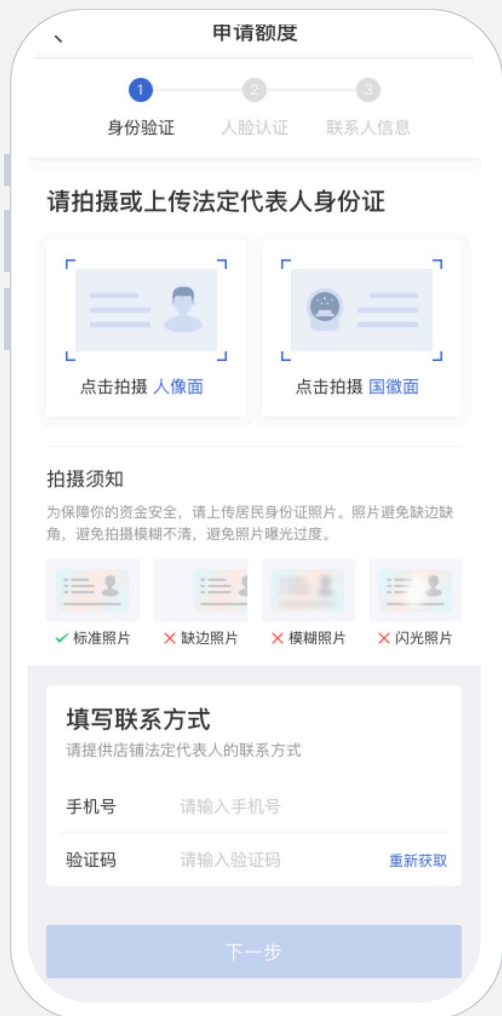 申请额度
1 2 3
身份验证 人脸认证 联系人信息
请拍摄或上传法定代表人身份证
点击拍摄 人像面 点击拍摄 国徽面
拍摄须知
为保障你的资金安全，请上传居民身份证照片。照片避免缺边缺
角，避免拍摄模糊不清，避免照片曝光过度。
标准照片 缺边照片 模糊照片 闪光照片
填写联系方式
请提供店铺法定代表人的联系方式
手机号 请输入手机号
验证码 请输入验证码 重新获取
下一步